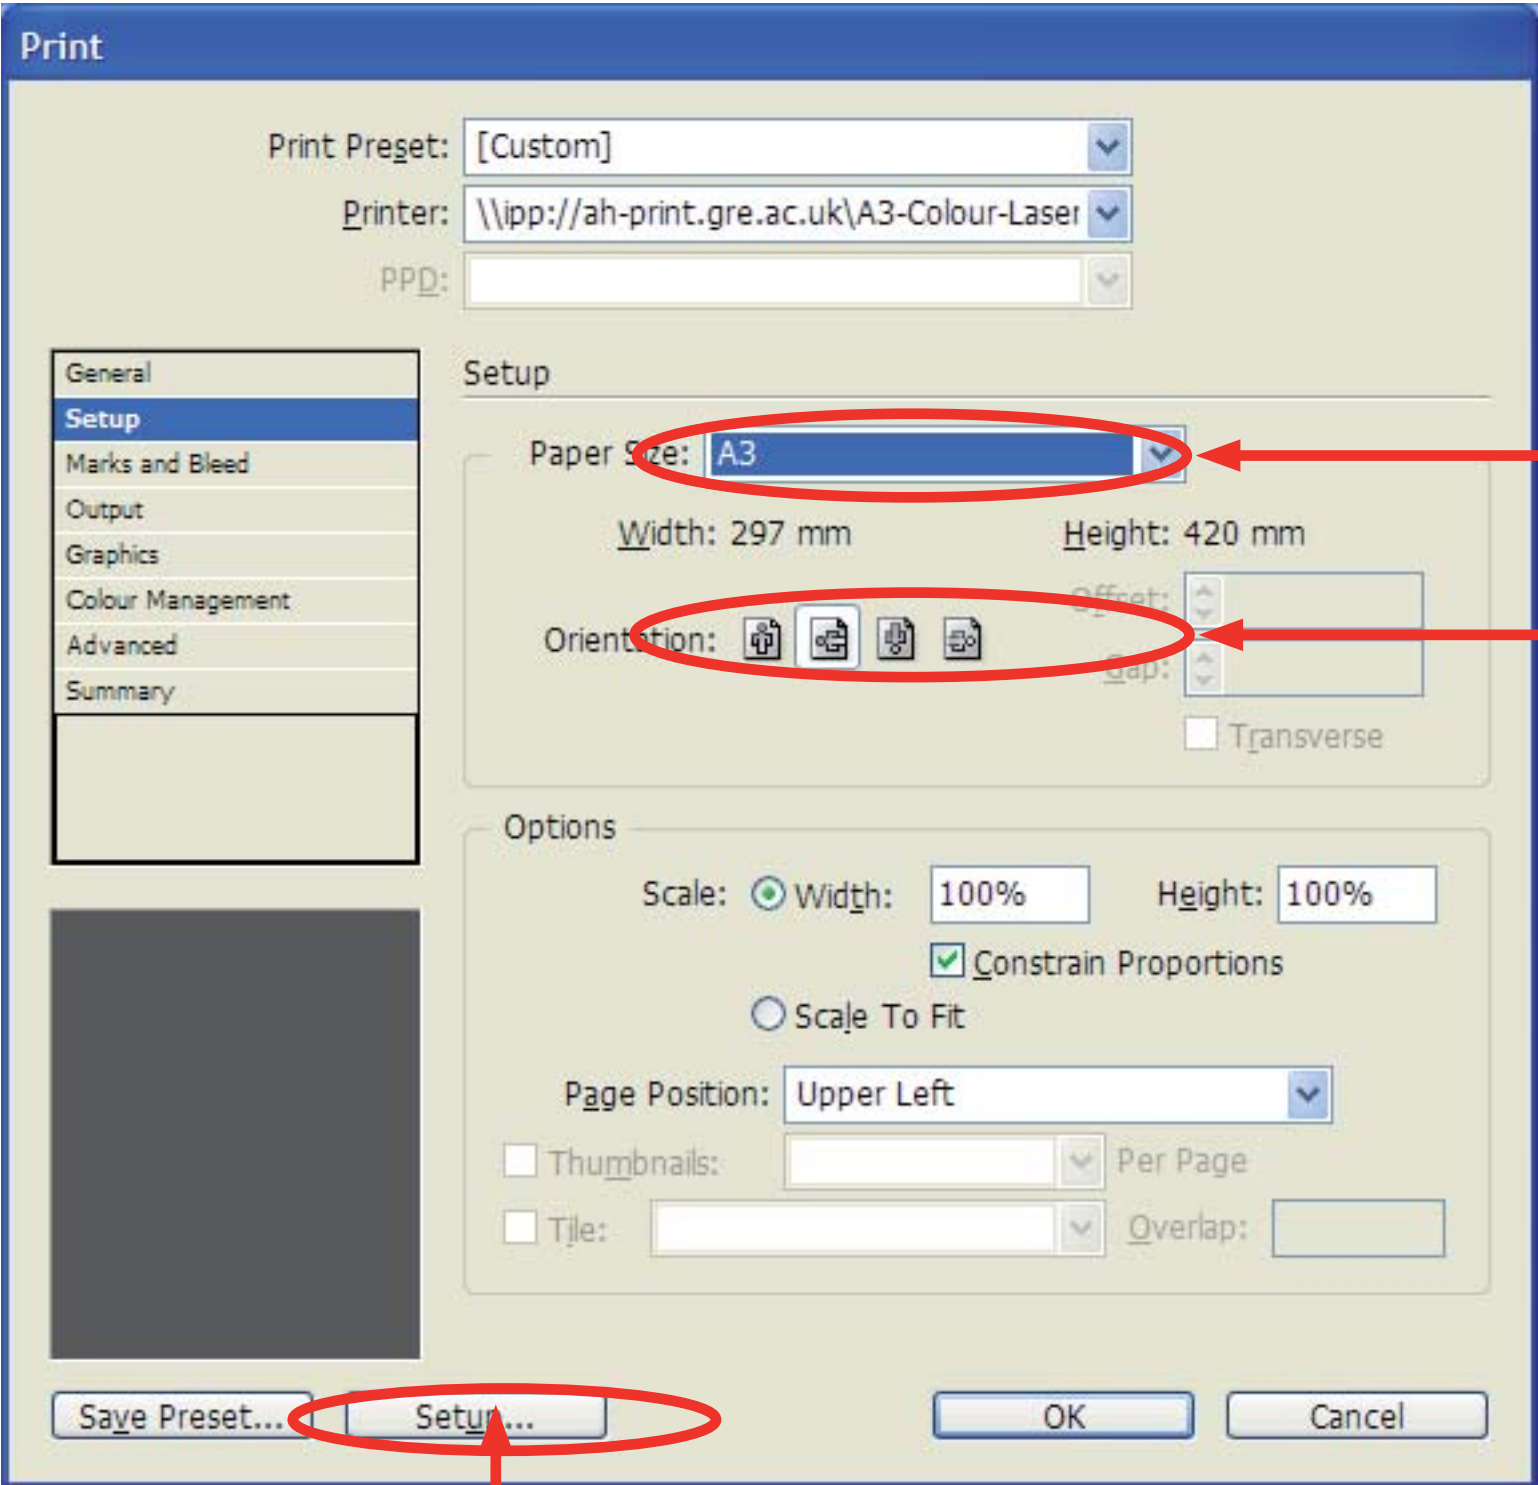 Print
Print Preset: [Custom]
Printer: \\ipp://ah-print.gre.ac.uk\A3-Colour-Laser
PPD:
General
Setup
Marks and Bleed
Output
Graphics
Colour Management
Advanced
Summary
Setup
Paper Size: A3
Width: 297 mm Height: 420 mm
Orientation:
Offset:
Gap:
Transverse
Options
Scale: Width: 100% Height: 100%
Constrain Proportions
Scale To Fit
Page Position: Upper Left
Thumbnails: Per Page
Tile: Overlap:
Save Preset... Setup... OK Cancel